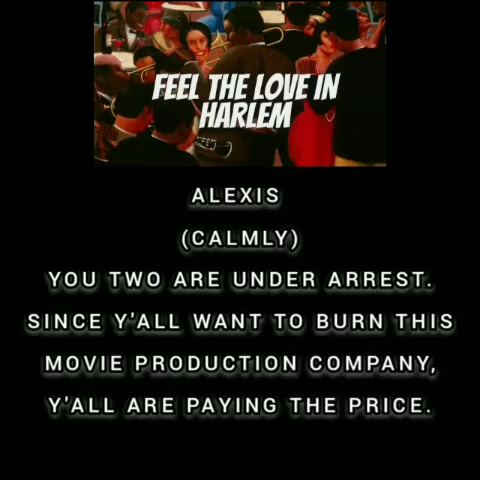 FEEL THE LOVE IN
HARLEM
ALEXIS
(CALMLY)
YOU TWO ARE UNDER ARREST.
SINCE Y'ALL WANT TO BURN THIS
MOVIE PRODUCTION COMPANY,
Y'ALL ARE PAYING THE PRICE.